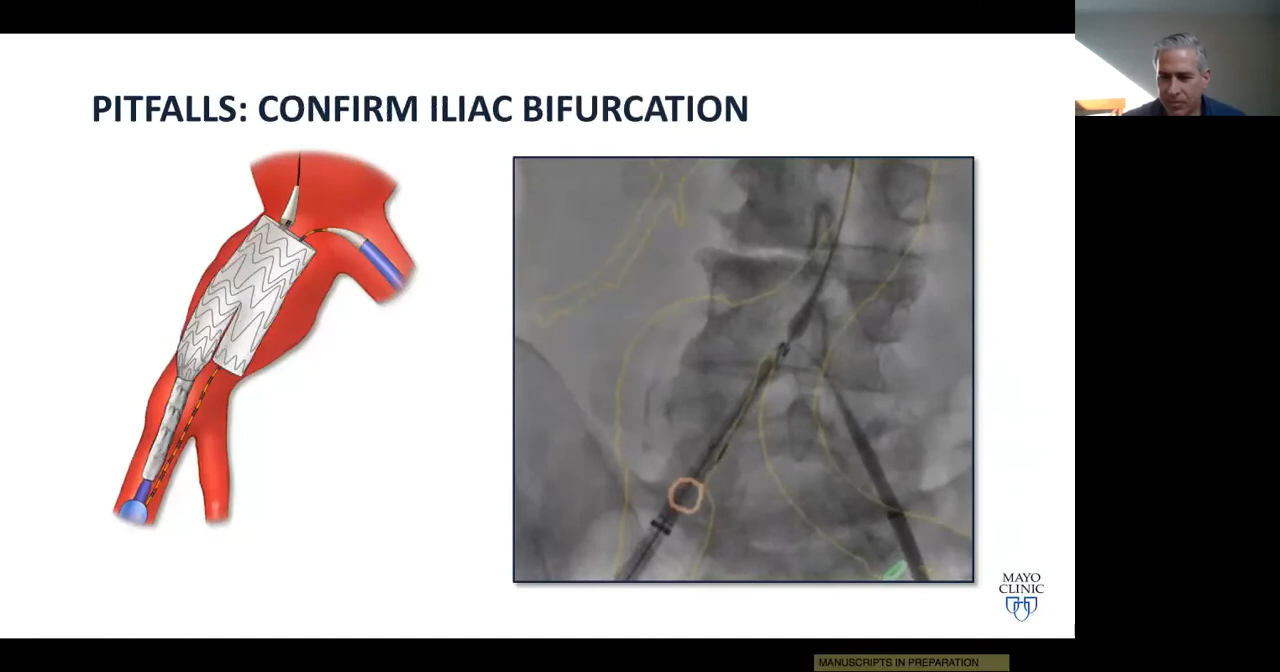 PITFALLS: CONFIRM ILIAC BIFURCATION
MAYO
CLINIC
MANUSCRIPTS IN PREPARATION